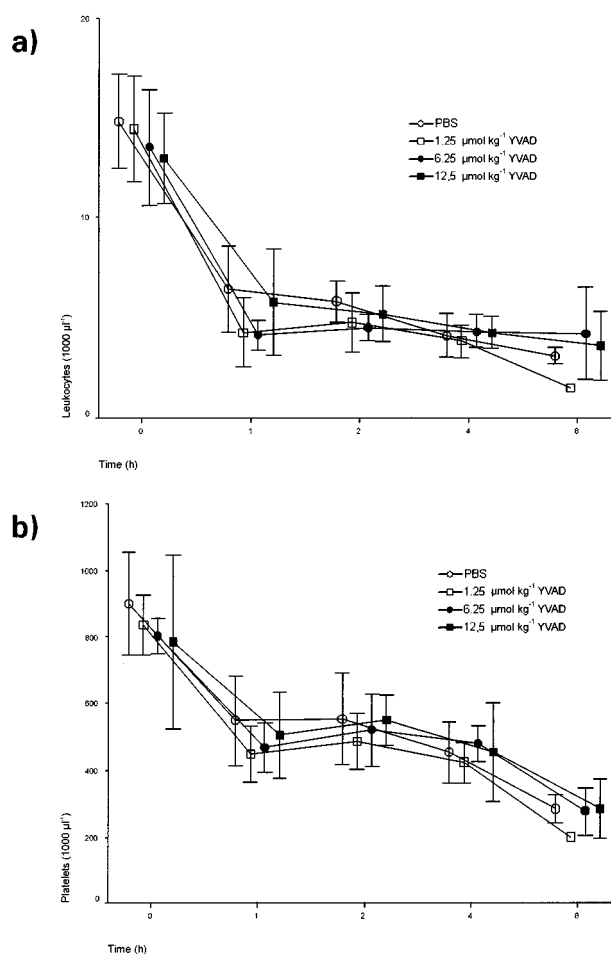 a)
20
10
0
Leukocytes (1000 µl⁻¹)
PBS
1.25 µmol kg⁻¹ YVAD
6.25 µmol kg⁻¹ YVAD
12,5 µmol kg⁻¹ YVAD
0 1 2 4 8
Time (h)
b)
1200
1000
800
600
400
200
0
Platelets (1000 µl⁻¹)
PBS
1.25 µmol kg⁻¹ YVAD
6.25 µmol kg⁻¹ YVAD
12,5 µmol kg⁻¹ YVAD
0 1 2 4 8
Time (h)